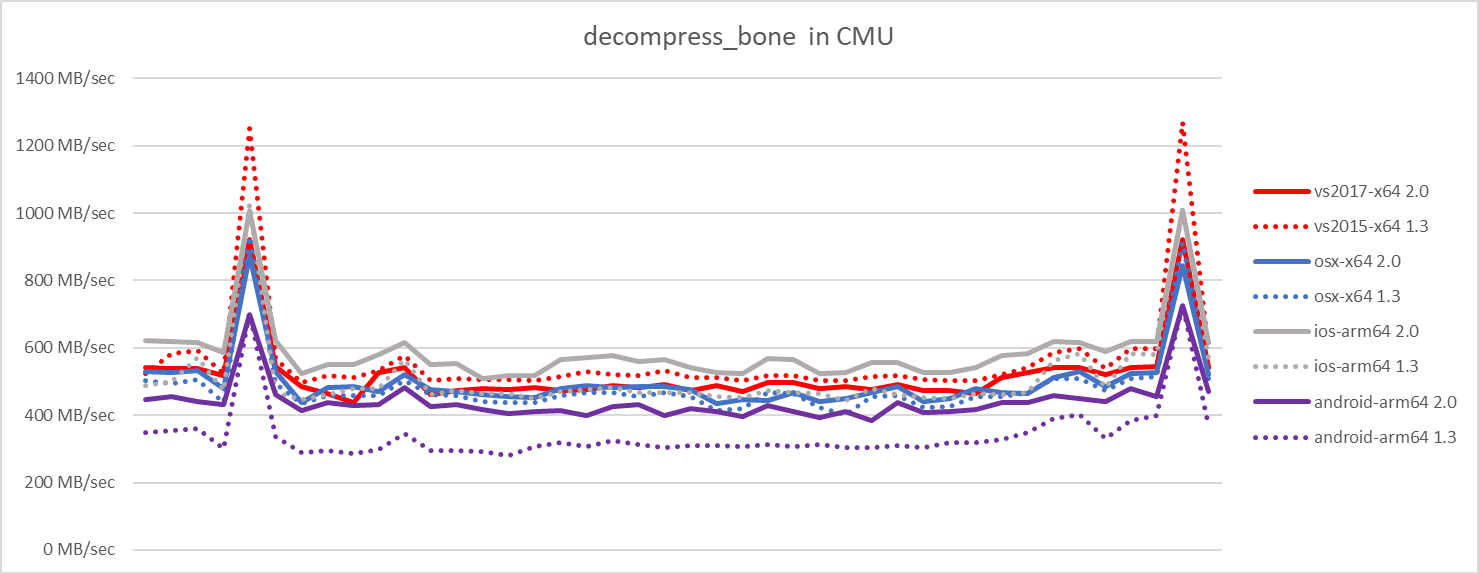 decompress_bone in CMU
1400 MB/sec
1200 MB/sec
1000 MB/sec
800 MB/sec
600 MB/sec
400 MB/sec
200 MB/sec
0 MB/sec
vs2017-x64 2.0
vs2015-x64 1.3
osx-x64 2.0
osx-x64 1.3
ios-arm64 2.0
ios-arm64 1.3
android-arm64 2.0
android-arm64 1.3